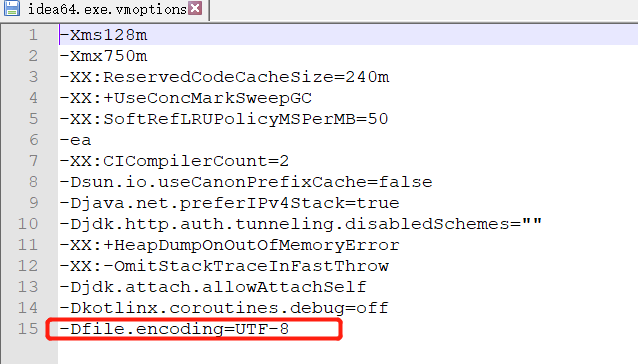 idea64.exe.vmoptions
1 -Xms128m
2 -Xmx750m
3 -XX:ReservedCodeCacheSize=240m
4 -XX:+UseConcMarkSweepGC
5 -XX:SoftRefLRUPolicyMSPerMB=50
6 -ea
7 -XX:CICompilerCount=2
8 -Dsun.io.useCanonPrefixCache=false
9 -Djava.net.preferIPv4Stack=true
10 -Djdk.http.auth.tunneling.disabledSchemes=""
11 -XX:+HeapDumpOnOutOfMemoryError
12 -XX:-OmitStackTraceInFastThrow
13 -Djdk.attach.allowAttachSelf
14 -Dkotlinx.coroutines.debug=off
15 -Dfile.encoding=UTF-8